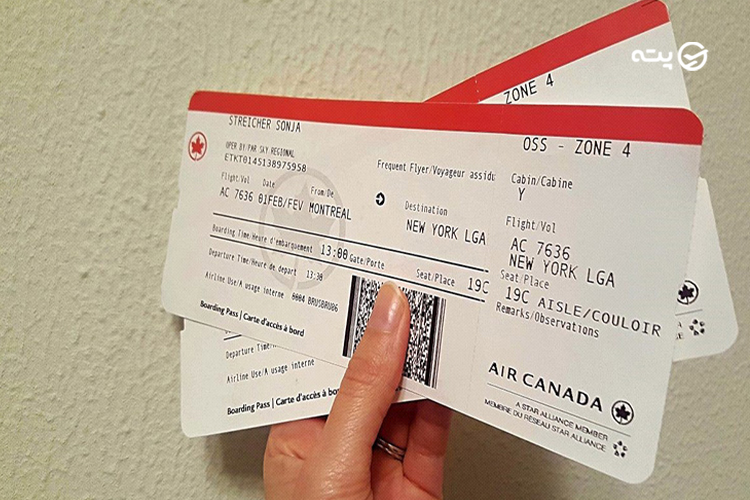 پته
ZONE 4
STREICHER SONJA
OSS - ZONE 4
OPER BY/PAR SKY REGIONAL
ETKT0145138975958
Frequent Flyer/Voyageur assidu
Cabin/Cabine
Y
Flight/Vol Date From/De
AC 7636 01FEB/FEV MONTREAL
Destination
NEW YORK LGA
Flight/Vol
AC 7636
NEW YORK LGA
Boarding Time/Heure d'embarquement 13:00 Gate/Porte Seat/Place 19C
Seat/Place
19C AISLE/COULOIR
Departure Time/Heure de depart 13:30
Remarks/Observations
Airline Use/A usage interne 0004 BRUSBRU06
Boarding Pass | Carte d'accès à bord
AIR CANADA
A STAR ALLIANCE MEMBER
MEMBRE DU RÉSEAU STAR ALLIANCE
Departure Time/
Airline Use/A usage interne
Boarding Pass | Carte d'accès à bord